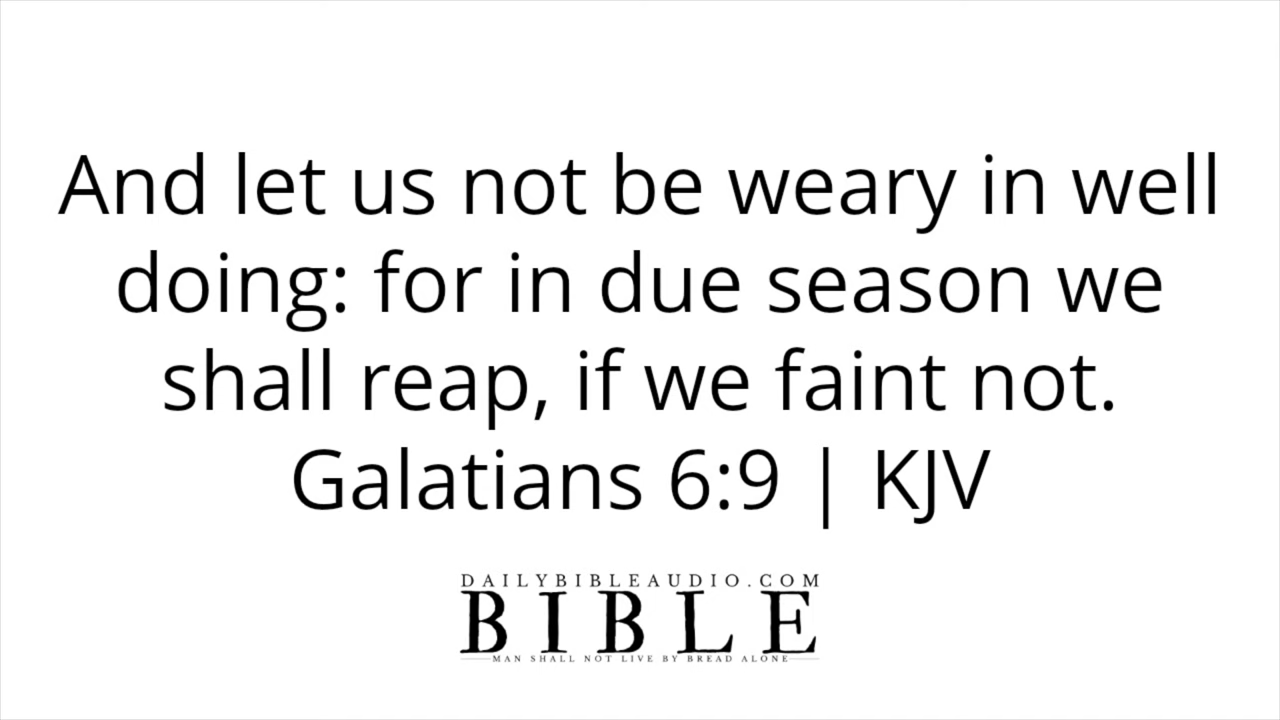 And let us not be weary in well
doing: for in due season we
shall reap, if we faint not.
Galatians 6:9 | KJV
DAILYBIBLEAUDIO.COM
BIBLE
MAN SHALL NOT LIVE BY BREAD ALONE